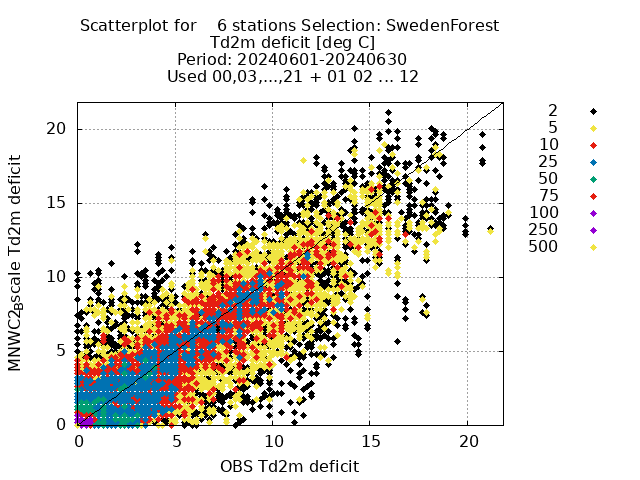 Scatterplot for 6 stations Selection: SwedenForest
Td2m deficit [deg C]
Period: 20240601-20240630
Used 00,03,...,21 + 01 02 ... 12
MNWC2Bscale Td2m deficit
20
15
10
5
0
0 5 10 15 20
OBS Td2m deficit
2
5
10
25
50
75
100
250
500